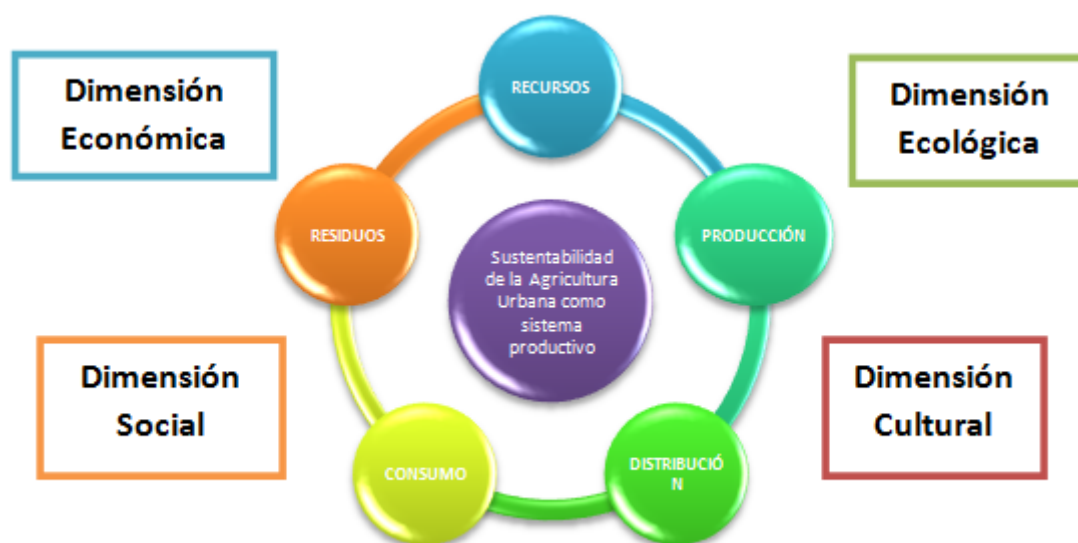 Dimensión
Económica
RECURSOS
Dimensión
Ecológica
RESIDUOS
PRODUCCIÓN
Sustentabilidad
de la Agricultura
Urbana como
sistema
productivo
Dimensión
Social
CONSUMO
DISTRIBUCIÓ
N
Dimensión
Cultural